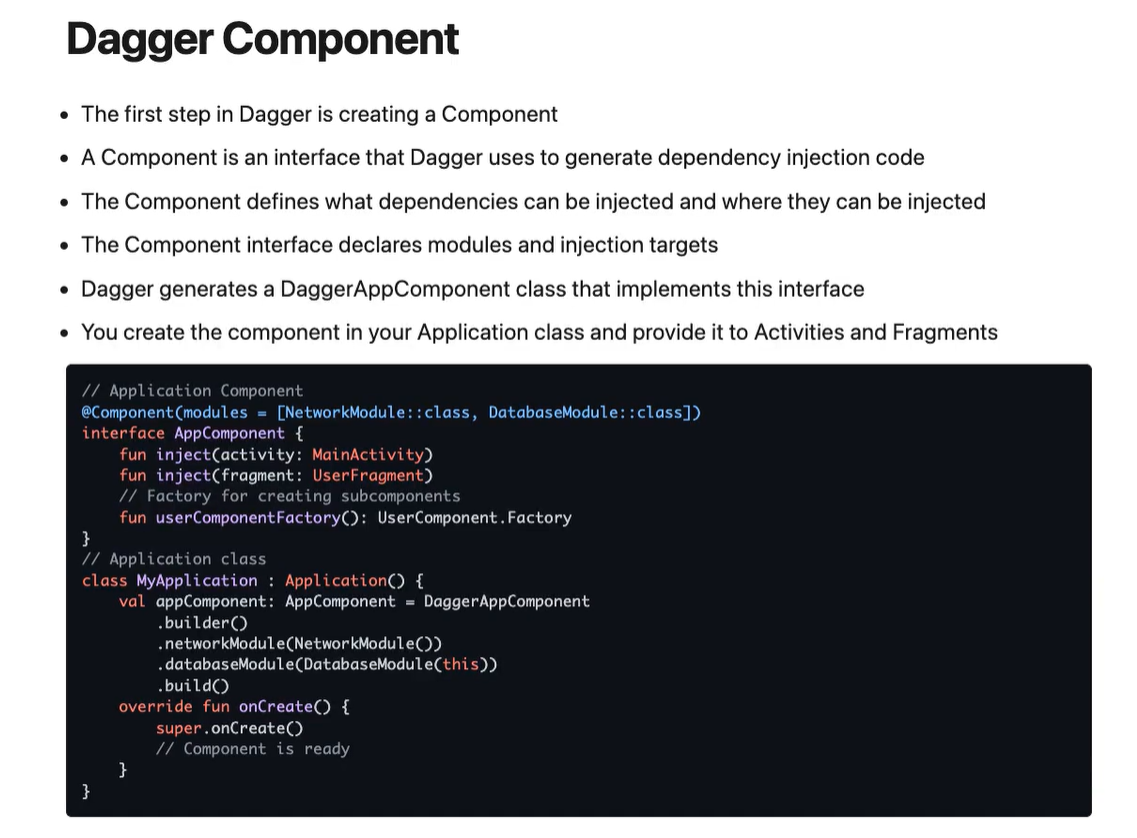 Dagger Component
• The first step in Dagger is creating a Component
• A Component is an interface that Dagger uses to generate dependency injection code
• The Component defines what dependencies can be injected and where they can be injected
• The Component interface declares modules and injection targets
• Dagger generates a DaggerAppComponent class that implements this interface
• You create the component in your Application class and provide it to Activities and Fragments
// Application Component
@Component(modules = [NetworkModule::class, DatabaseModule::class])
interface AppComponent {
    fun inject(activity: MainActivity)
    fun inject(fragment: UserFragment)
    // Factory for creating subcomponents
    fun userComponentFactory(): UserComponent.Factory
}
// Application class
class MyApplication : Application() {
    val appComponent: AppComponent = DaggerAppComponent
        .builder()
        .networkModule(NetworkModule())
        .databaseModule(DatabaseModule(this))
        .build()
    override fun onCreate() {
        super.onCreate()
        // Component is ready
    }
}